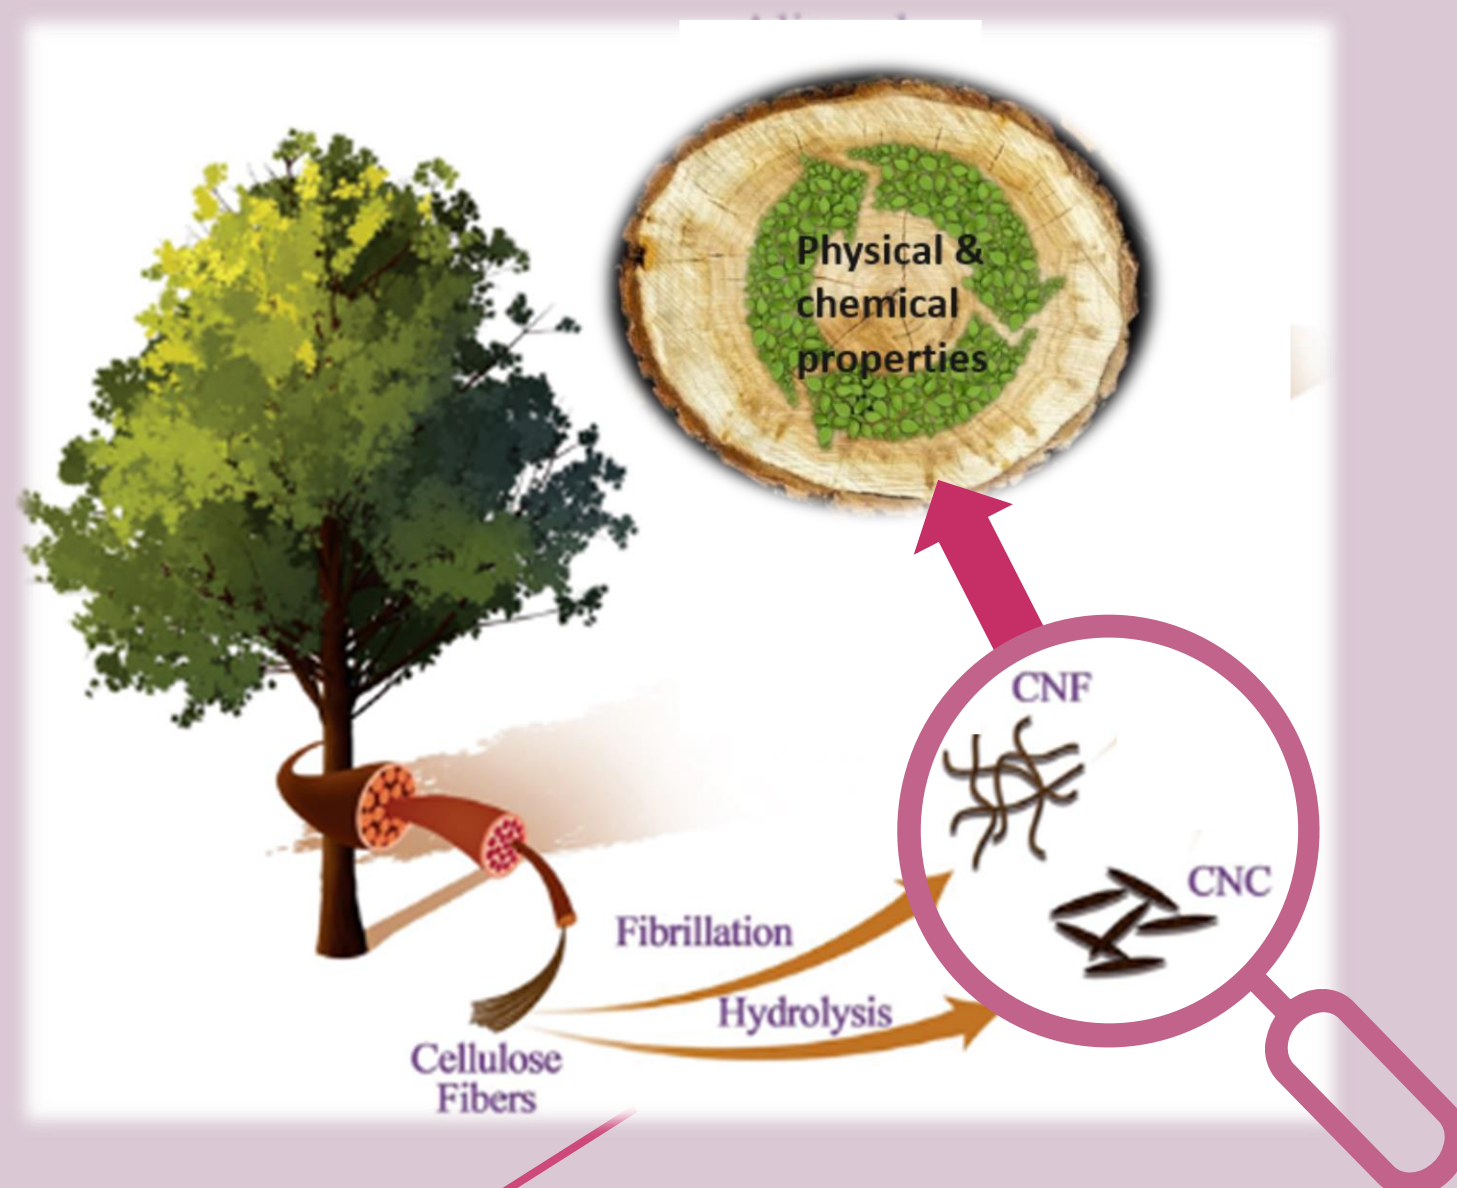 Physical &
chemical
properties
CNF
CNC
Fibrillation
Hydrolysis
Cellulose
Fibers